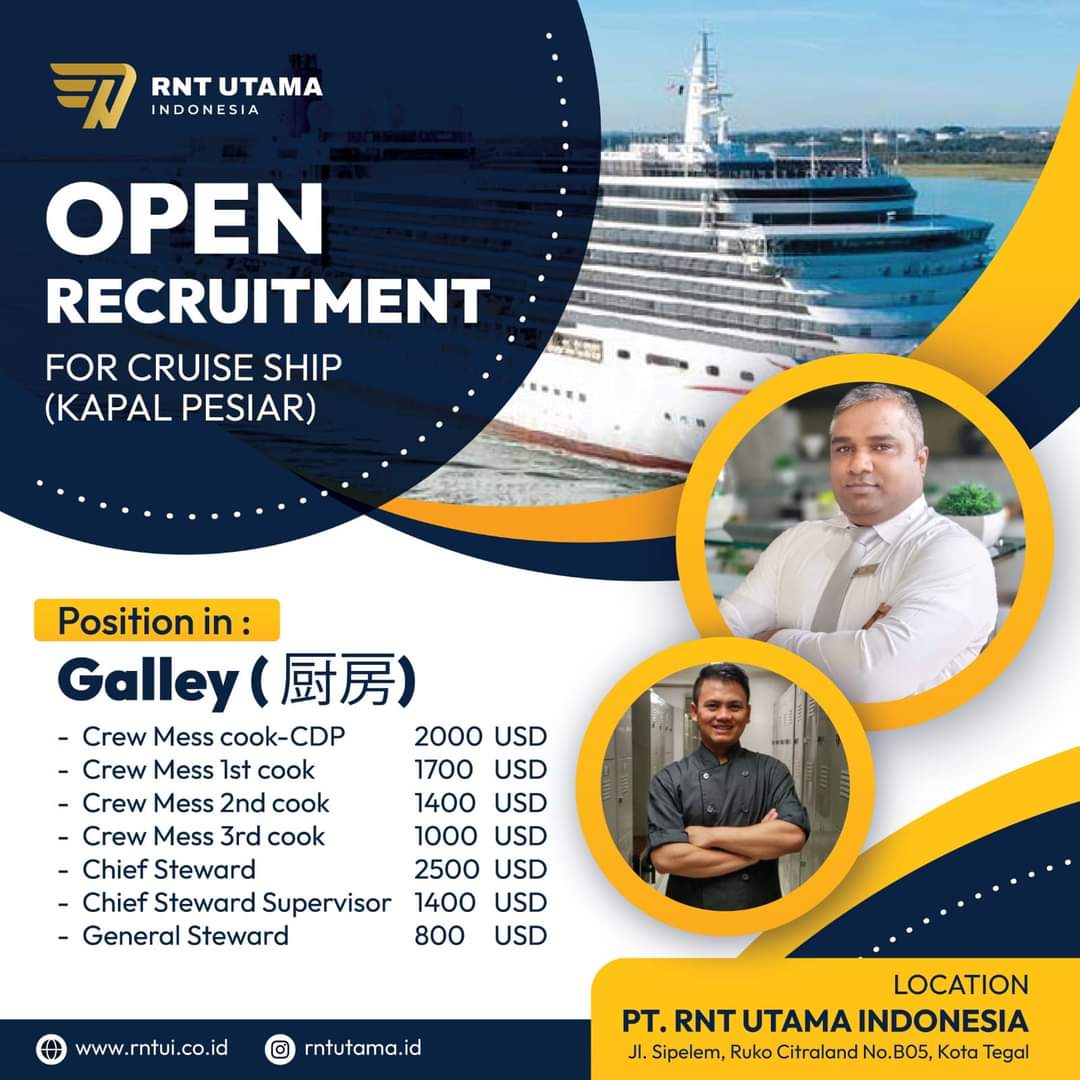 RNT UTAMA
INDONESIA
OPEN
RECRUITMENT
FOR CRUISE SHIP
(KAPAL PESIAR)
Position in :
Galley ( 厨房)
- Crew Mess cook-CDP 2000 USD
- Crew Mess 1st cook 1700 USD
- Crew Mess 2nd cook 1400 USD
- Crew Mess 3rd cook 1000 USD
- Chief Steward 2500 USD
- Chief Steward Supervisor 1400 USD
- General Steward 800 USD
LOCATION
PT. RNT UTAMA INDONESIA
Jl. Sipelem, Ruko Citraland No.B05, Kota Tegal
www.rntui.co.id
rntutama.id